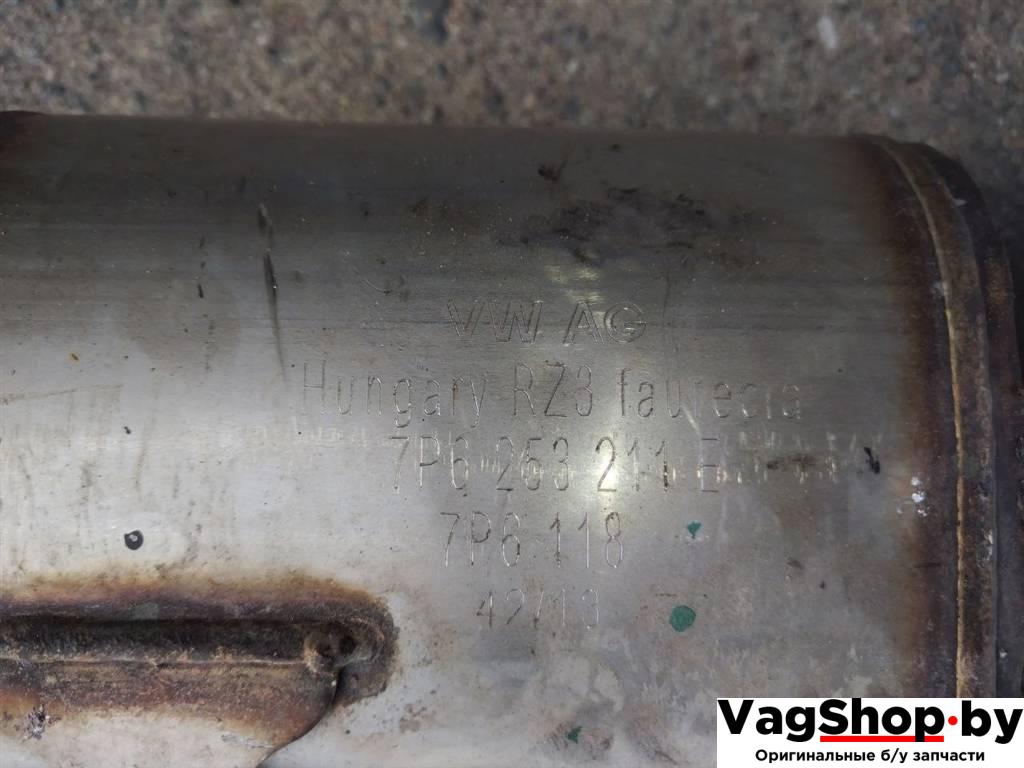 VW AG
Hungary RZ3 faurecia
7P6 253 211 E
7P6 118
42/13
VagShop.by
Оригинальные б/у запчасти